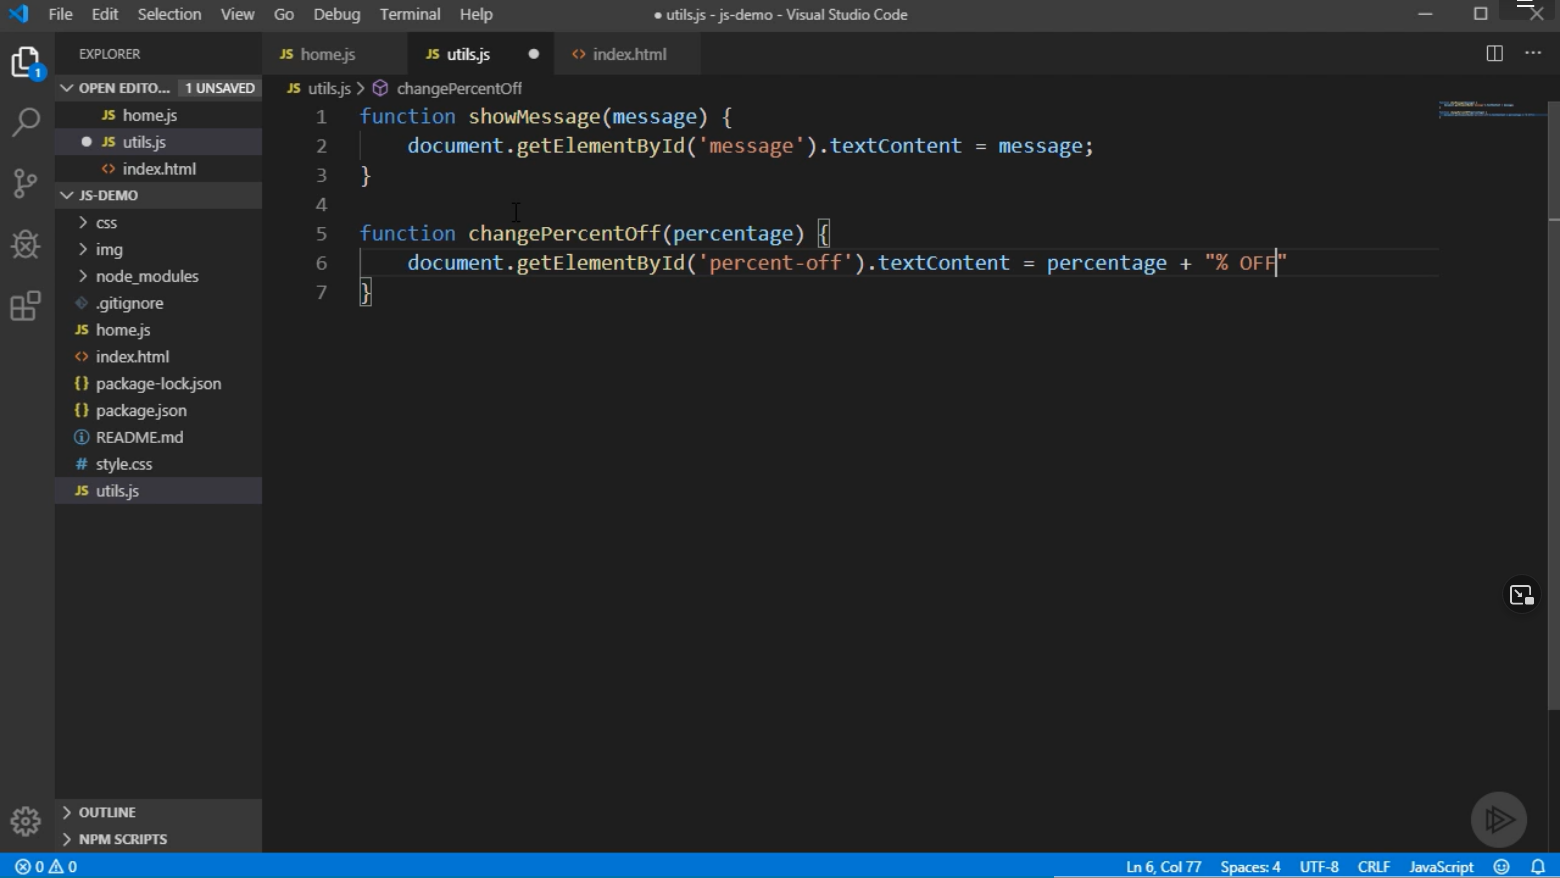 File Edit Selection View Go Debug Terminal Help
● utils.js - js-demo - Visual Studio Code
EXPLORER
OPEN EDITO... 1 UNSAVED
JS home.js
● JS utils.js
<> index.html
JS-DEMO
css
img
node_modules
.gitignore
JS home.js
<> index.html
{} package-lock.json
{} package.json
README.md
# style.css
JS utils.js
OUTLINE
NPM SCRIPTS
1
JS home.js
JS utils.js ●
<> index.html
JS utils.js > changePercentOff
1 function showMessage(message) {
2 document.getElementById('message').textContent = message;
3 }
4
5 function changePercentOff(percentage) {
6 document.getElementById('percent-off').textContent = percentage + "% OFF"
7 }
0 0
Ln 6, Col 77 Spaces: 4 UTF-8 CRLF JavaScript